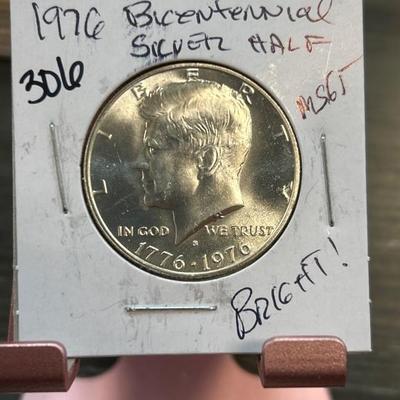 1976 BICENTENNIAL
SILVER HALF
306
MS65
LIBERTY
IN GOD WE TRUST
S
1776-1976
BRIGHT!